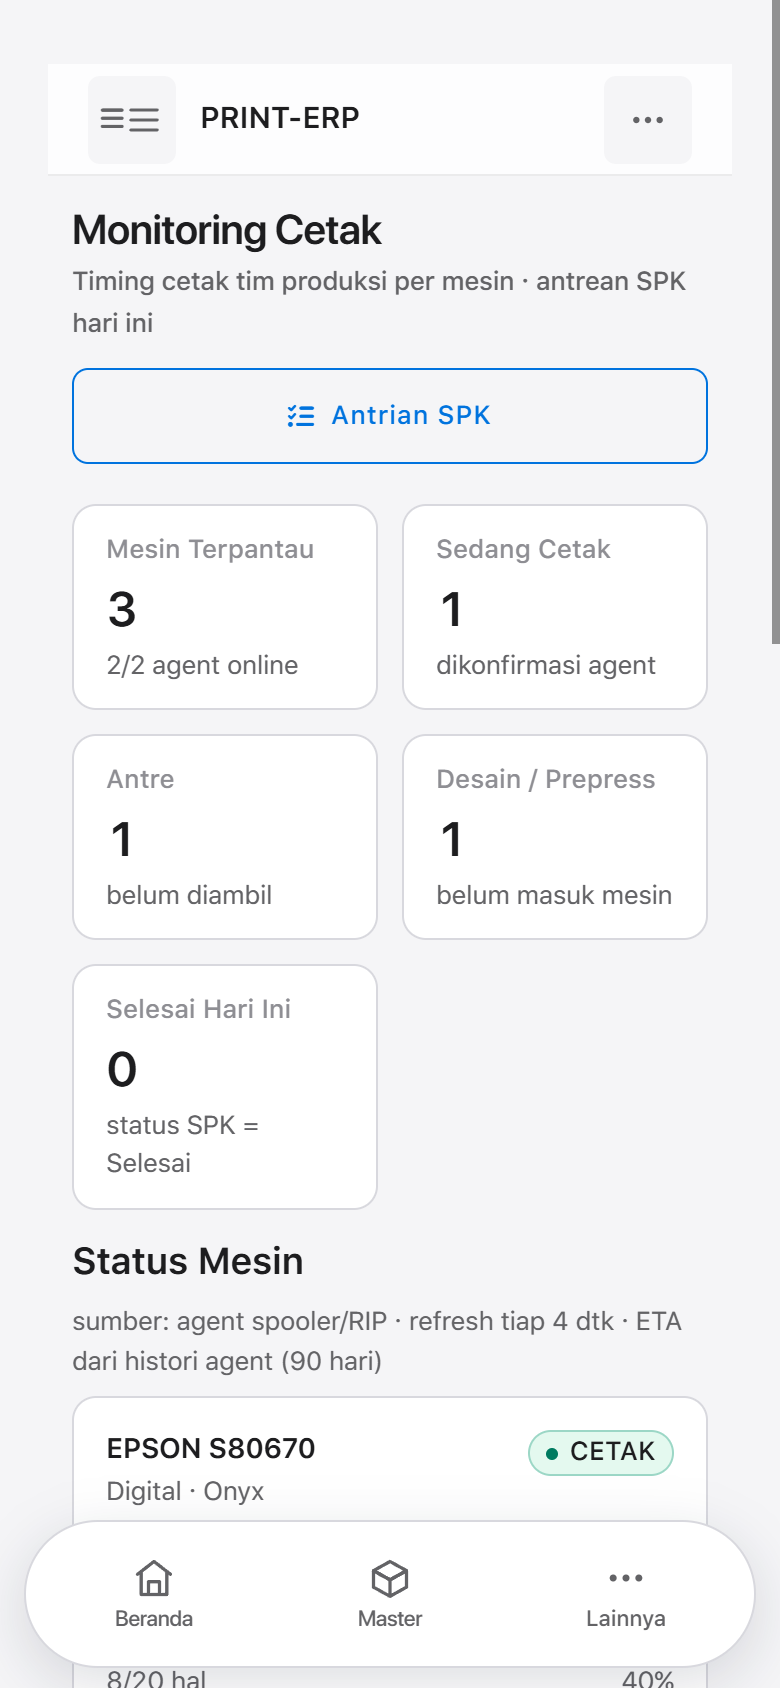 PRINT-ERP
Monitoring Cetak
Timing cetak tim produksi per mesin · antrean SPK
hari ini
Antrian SPK
Mesin Terpantau
3
2/2 agent online
Sedang Cetak
1
dikonfirmasi agent
Antre
1
belum diambil
Desain / Prepress
1
belum masuk mesin
Selesai Hari Ini
0
status SPK =
Selesai
Status Mesin
sumber: agent spooler/RIP · refresh tiap 4 dtk · ETA
dari histori agent (90 hari)
EPSON S80670
CETAK
Digital · Onyx
Beranda
Master
Lainnya
8/20 hal
40%